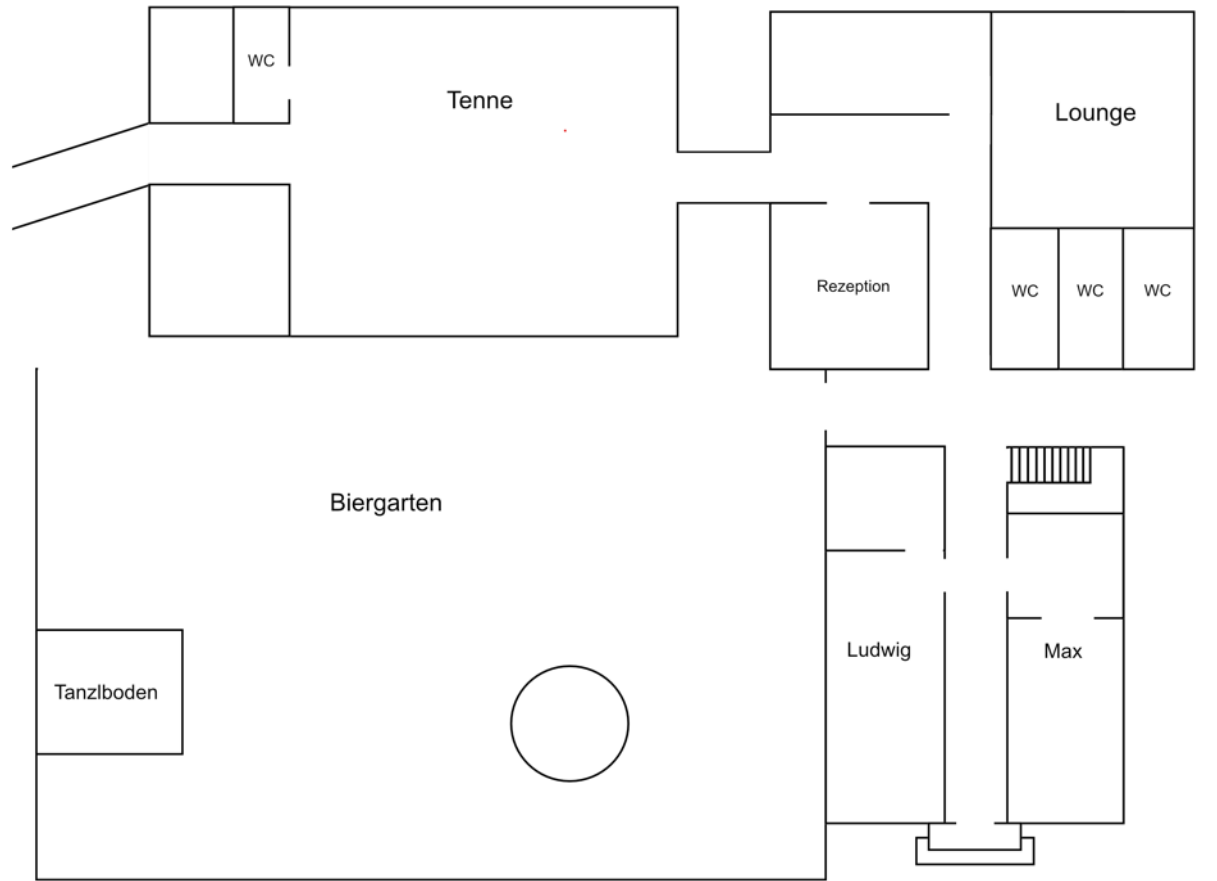 WC
Tenne
Lounge
Rezeption
WC
WC
WC
Biergarten
Ludwig
Max
Tanzlboden